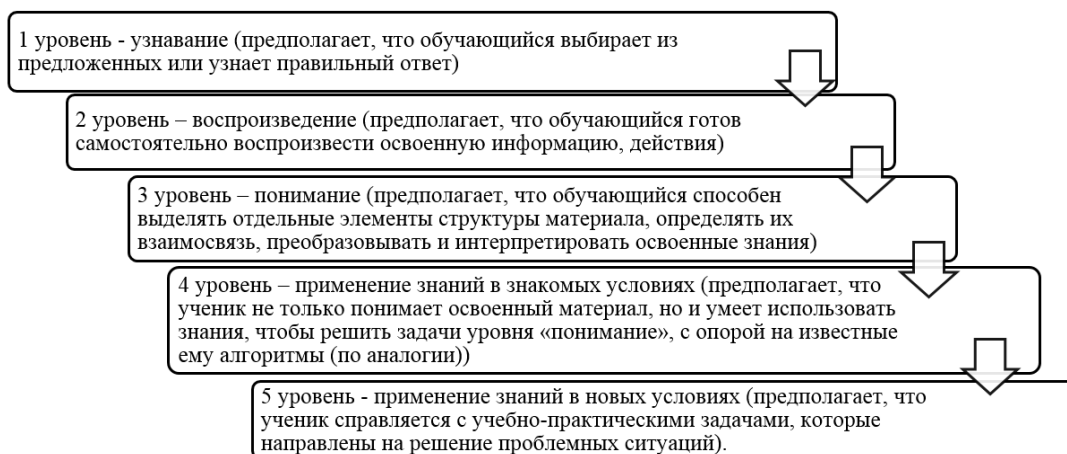 1 уровень - узнавание (предполагает, что обучающийся выбирает из
предложенных или узнает правильный ответ)
2 уровень – воспроизведение (предполагает, что обучающийся готов
самостоятельно воспроизвести освоенную информацию, действия)
3 уровень – понимание (предполагает, что обучающийся способен
выделять отдельные элементы структуры материала, определять их
взаимосвязь, преобразовывать и интерпретировать освоенные знания)
4 уровень – применение знаний в знакомых условиях (предполагает, что
ученик не только понимает освоенный материал, но и умеет использовать
знания, чтобы решить задачи уровня «понимание», с опорой на известные
ему алгоритмы (по аналогии))
5 уровень - применение знаний в новых условиях (предполагает, что
ученик справляется с учебно-практическими задачами, которые
направлены на решение проблемных ситуаций).